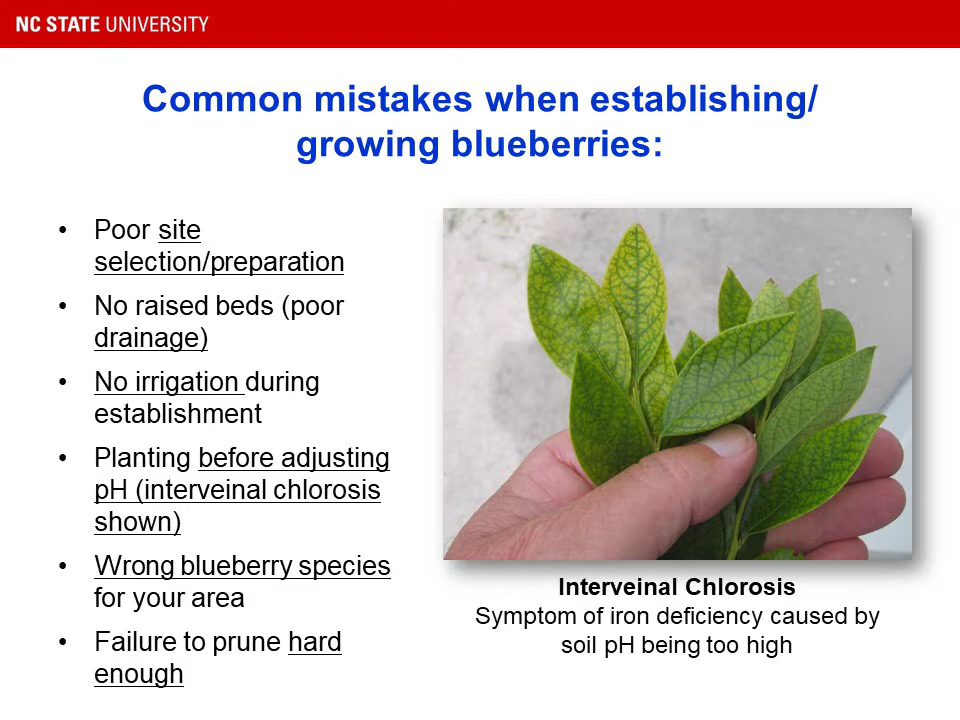 NC STATE UNIVERSITY
Common mistakes when establishing/
growing blueberries:
• Poor site
selection/preparation
• No raised beds (poor
drainage)
• No irrigation during
establishment
• Planting before adjusting
pH (interveinal chlorosis
shown)
• Wrong blueberry species
for your area
• Failure to prune hard
enough
Interveinal Chlorosis
Symptom of iron deficiency caused by
soil pH being too high